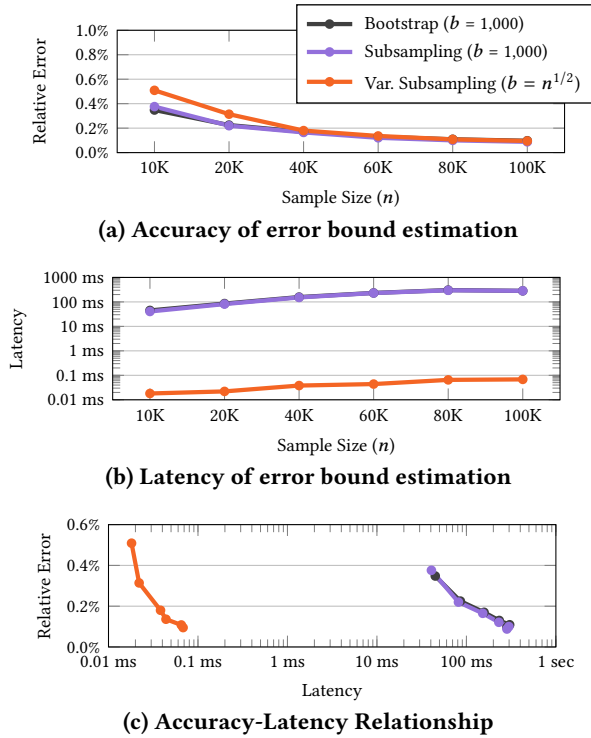 Bootstrap (b = 1,000)
Subsampling (b = 1,000)
Var. Subsampling (b = n^{1/2})
Relative Error
1.0%
0.8%
0.6%
0.4%
0.2%
0.0%
10K 20K 40K 60K 80K 100K
Sample Size (n)
(a) Accuracy of error bound estimation
Latency
1000 ms
100 ms
10 ms
1 ms
0.1 ms
0.01 ms
10K 20K 40K 60K 80K 100K
Sample Size (n)
(b) Latency of error bound estimation
Relative Error
0.6%
0.4%
0.2%
0.0%
0.01 ms 0.1 ms 1 ms 10 ms 100 ms 1 sec
Latency
(c) Accuracy-Latency Relationship